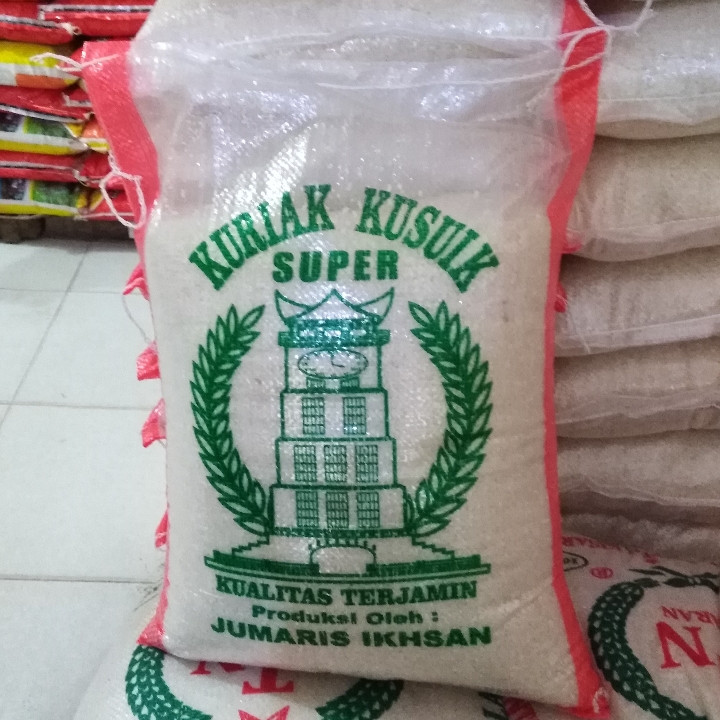 KURIAK KUSUIK
SUPER
KUALITAS TERJAMIN
Produksi Oleh :
JUMARIS IKHSAN